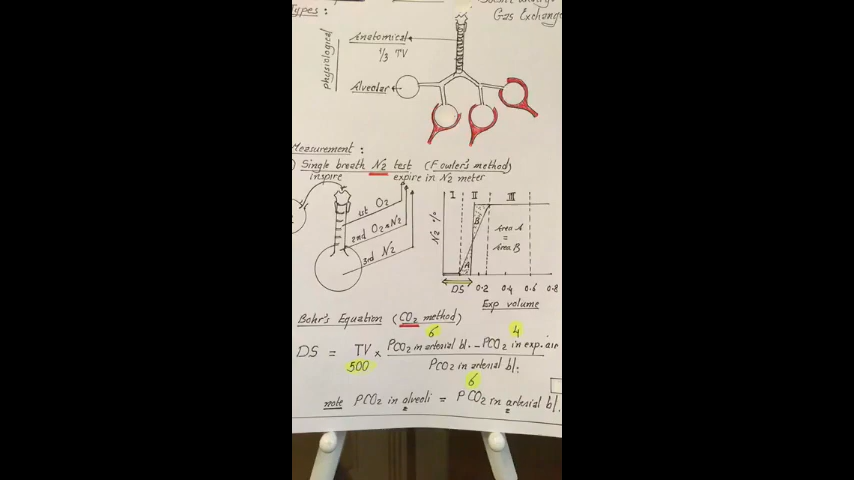 Types :
Gas Exchang
physiological
Anatomical
1/3 TV
Alveolar
Measurement :
Single breath N2 test (Fowler's method)
inspire expire in N2 meter
1st O2
2nd O2 & N2
3rd N2
N2 %
I II III
B
A
Area A
=
Area B
DS 0.2 0.4 0.6 0.8
Exp volume
Bohr's Equation (CO2 method)
6 4
DS = TV x PCO2 in arterial bl. - PCO2 in exp. air
500 PCO2 in arterial bl.
6
note PCO2 in alveoli = PCO2 in arterial bl.